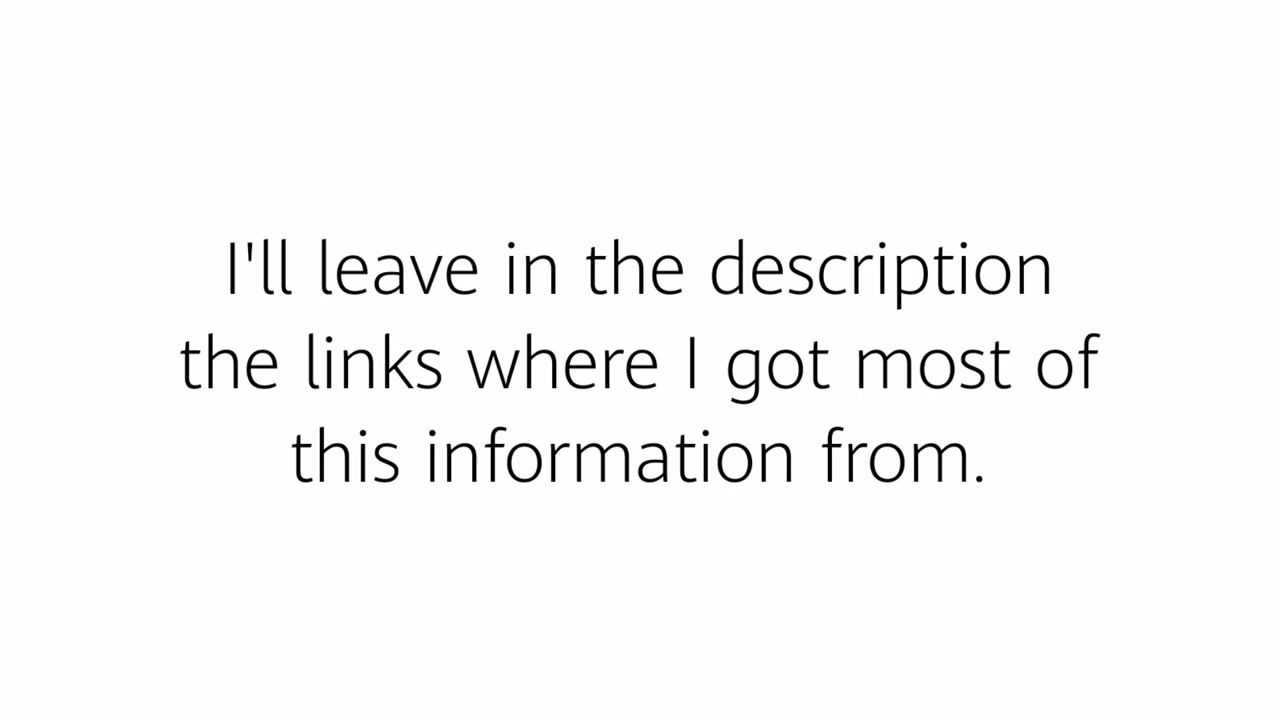 I'll leave in the description
the links where I got most of
this information from.